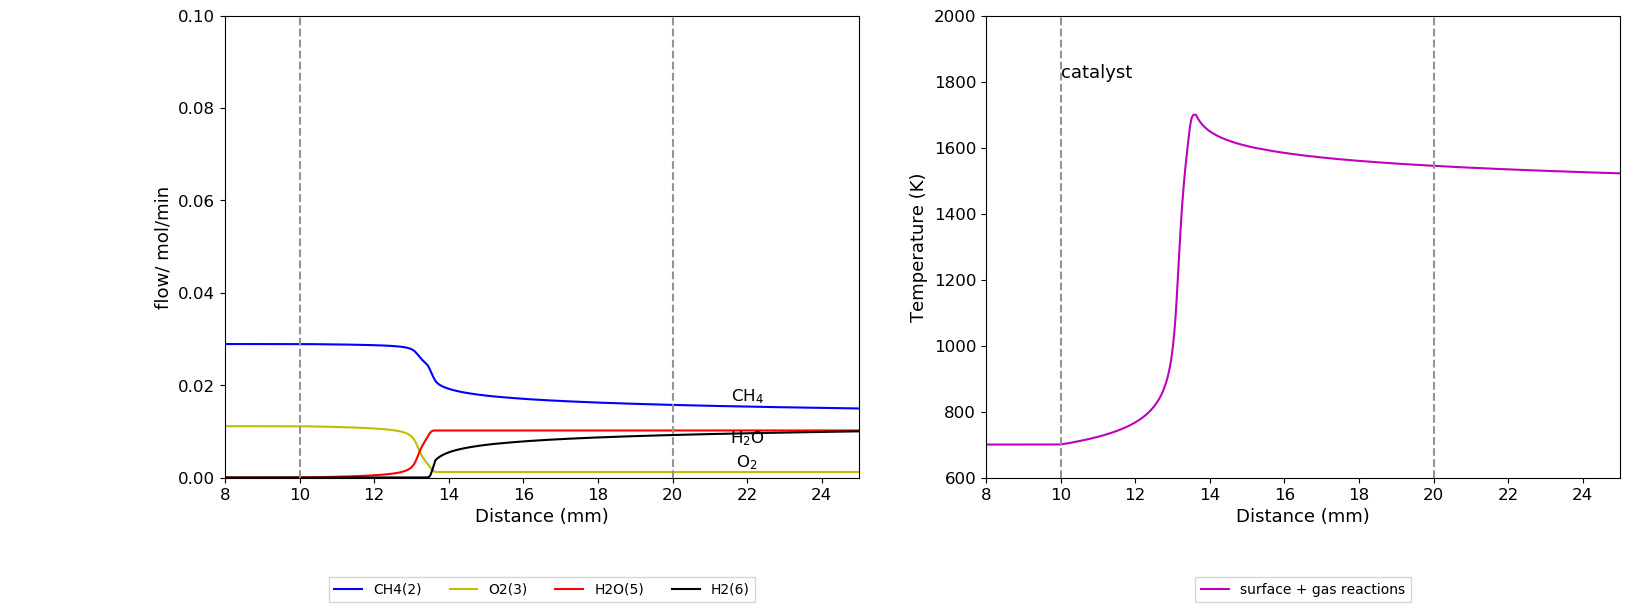 0.10
0.08
0.06
0.04
0.02
0.00
flow/ mol/min
CH₄
H₂O
O₂
8 10 12 14 16 18 20 22 24
Distance (mm)
CH4(2) O2(3) H2O(5) H2(6)
2000
1800
1600
1400
1200
1000
800
600
Temperature (K)
catalyst
8 10 12 14 16 18 20 22 24
Distance (mm)
surface + gas reactions